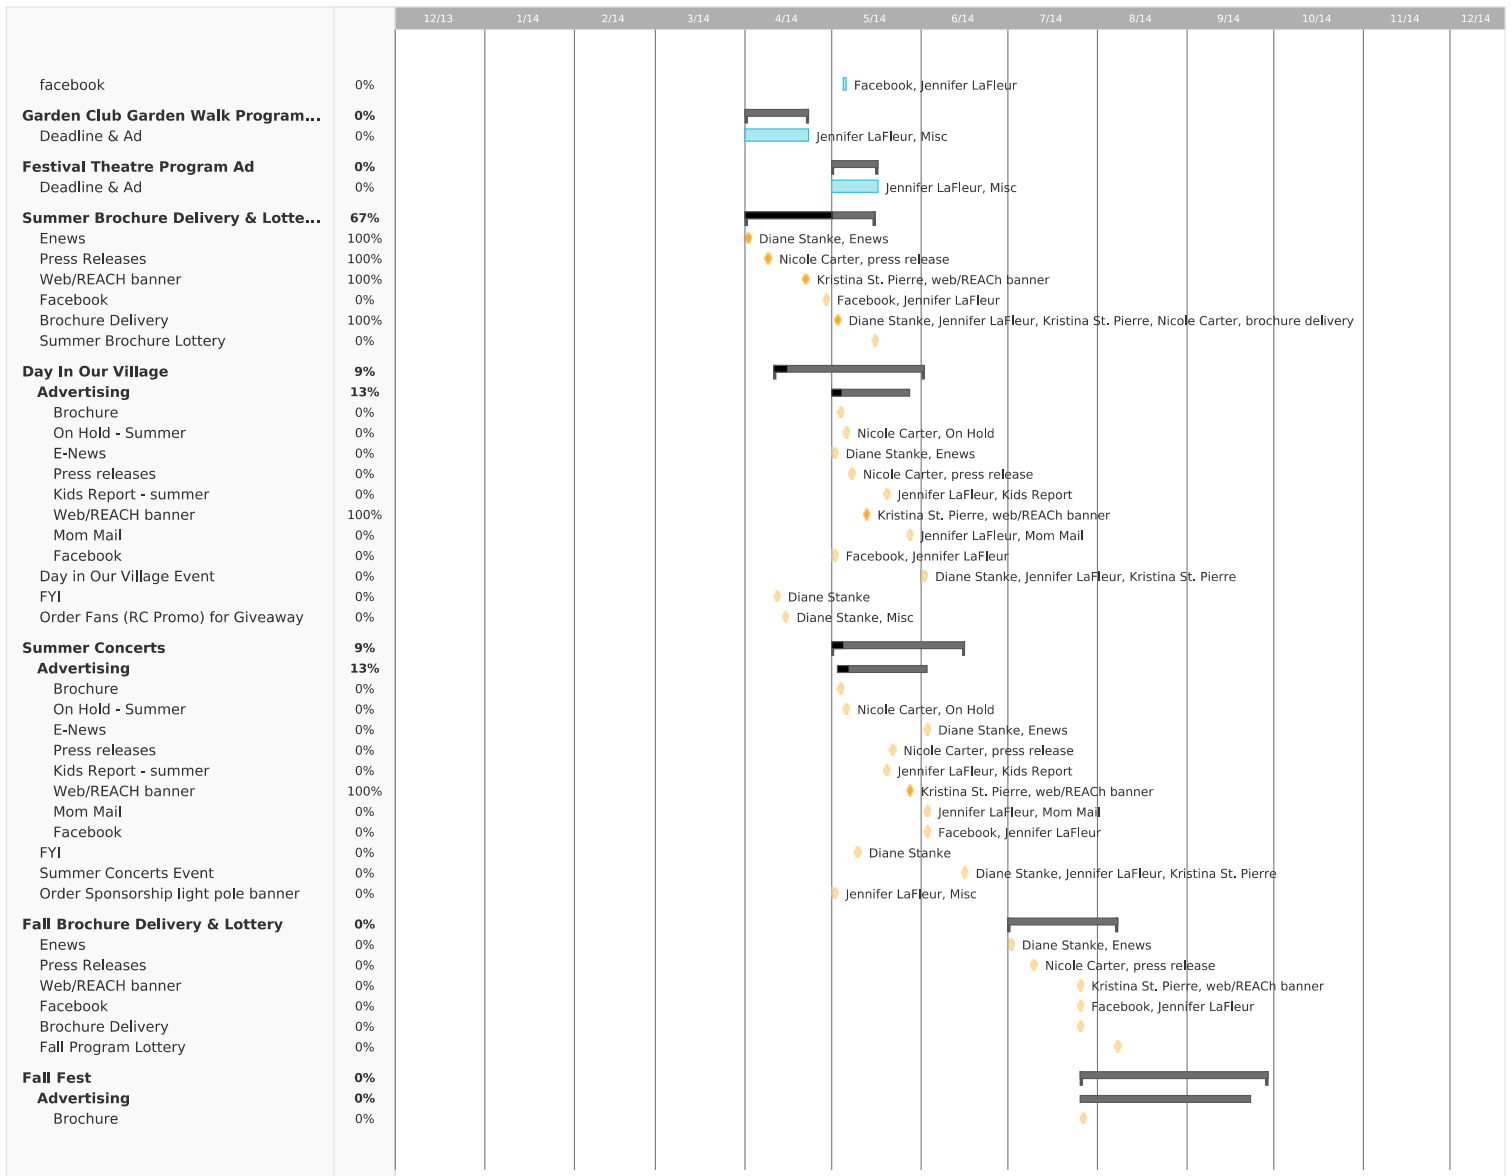 12/13 1/14 2/14 3/14 4/14 5/14 6/14 7/14 8/14 9/14 10/14 11/14 12/14
facebook 0% Facebook, Jennifer LaFleur
Garden Club Garden Walk Program... 0%
Deadline & Ad 0% Jennifer LaFleur, Misc
Festival Theatre Program Ad 0%
Deadline & Ad 0% Jennifer LaFleur, Misc
Summer Brochure Delivery & Lotte... 67%
Enews 100% Diane Stanke, Enews
Press Releases 100% Nicole Carter, press release
Web/REACH banner 100% Kristina St. Pierre, web/REACh banner
Facebook 0% Facebook, Jennifer LaFleur
Brochure Delivery 100% Diane Stanke, Jennifer LaFleur, Kristina St. Pierre, Nicole Carter, brochure delivery
Summer Brochure Lottery 0%
Day In Our Village 9%
Advertising 13%
Brochure 0%
On Hold - Summer 0% Nicole Carter, On Hold
E-News 0% Diane Stanke, Enews
Press releases 0% Nicole Carter, press release
Kids Report - summer 0% Jennifer LaFleur, Kids Report
Web/REACH banner 100% Kristina St. Pierre, web/REACh banner
Mom Mail 0% Jennifer LaFleur, Mom Mail
Facebook 0% Facebook, Jennifer LaFleur
Day in Our Village Event 0% Diane Stanke, Jennifer LaFleur, Kristina St. Pierre
FYI 0% Diane Stanke
Order Fans (RC Promo) for Giveaway 0% Diane Stanke, Misc
Summer Concerts 9%
Advertising 13%
Brochure 0%
On Hold - Summer 0% Nicole Carter, On Hold
E-News 0% Diane Stanke, Enews
Press releases 0% Nicole Carter, press release
Kids Report - summer 0% Jennifer LaFleur, Kids Report
Web/REACH banner 100% Kristina St. Pierre, web/REACh banner
Mom Mail 0% Jennifer LaFleur, Mom Mail
Facebook 0% Facebook, Jennifer LaFleur
FYI 0% Diane Stanke
Summer Concerts Event 0% Diane Stanke, Jennifer LaFleur, Kristina St. Pierre
Order Sponsorship light pole banner 0% Jennifer LaFleur, Misc
Fall Brochure Delivery & Lottery 0%
Enews 0% Diane Stanke, Enews
Press Releases 0% Nicole Carter, press release
Web/REACH banner 0% Kristina St. Pierre, web/REACh banner
Facebook 0% Facebook, Jennifer LaFleur
Brochure Delivery 0%
Fall Program Lottery 0%
Fall Fest 0%
Advertising 0%
Brochure 0%